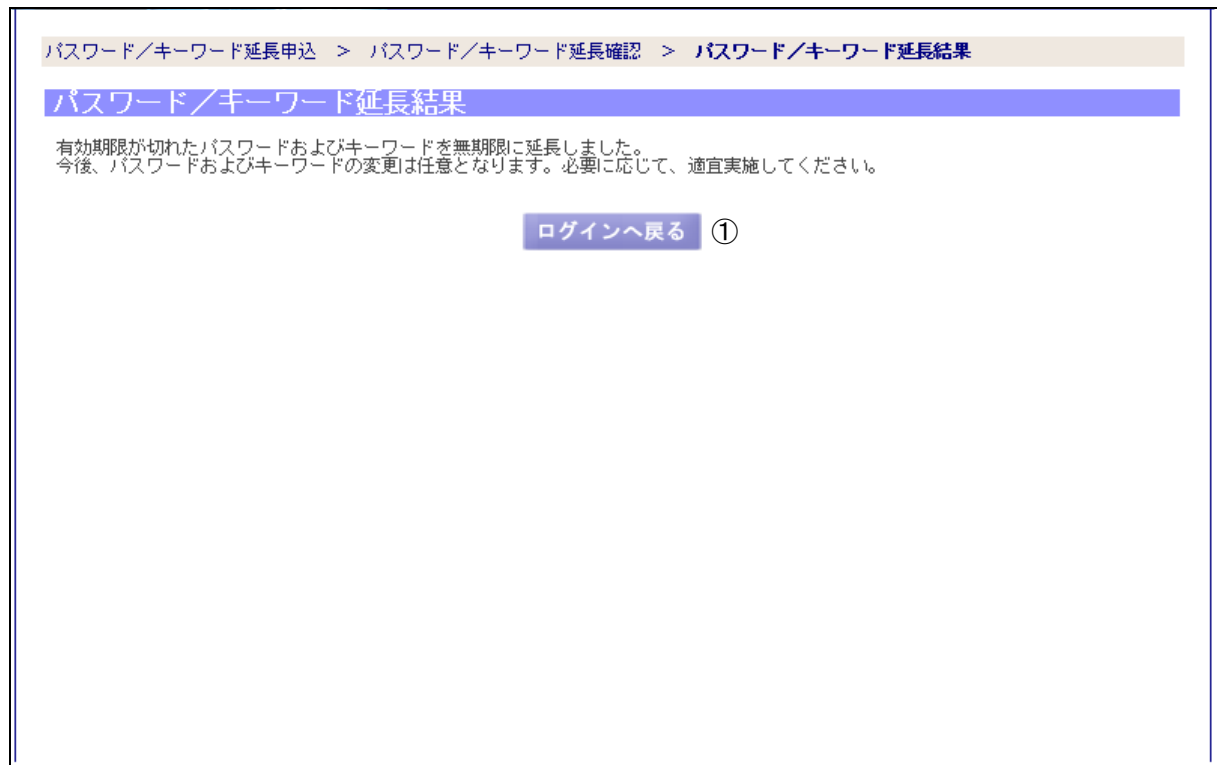 パスワード／キーワード延長申込 ＞ パスワード／キーワード延長確認 ＞ パスワード／キーワード延長結果
パスワード／キーワード延長結果
有効期限が切れたパスワードおよびキーワードを無期限に延長しました。
今後、パスワードおよびキーワードの変更は任意となります。必要に応じて、適宜実施してください。
ログインへ戻る ①